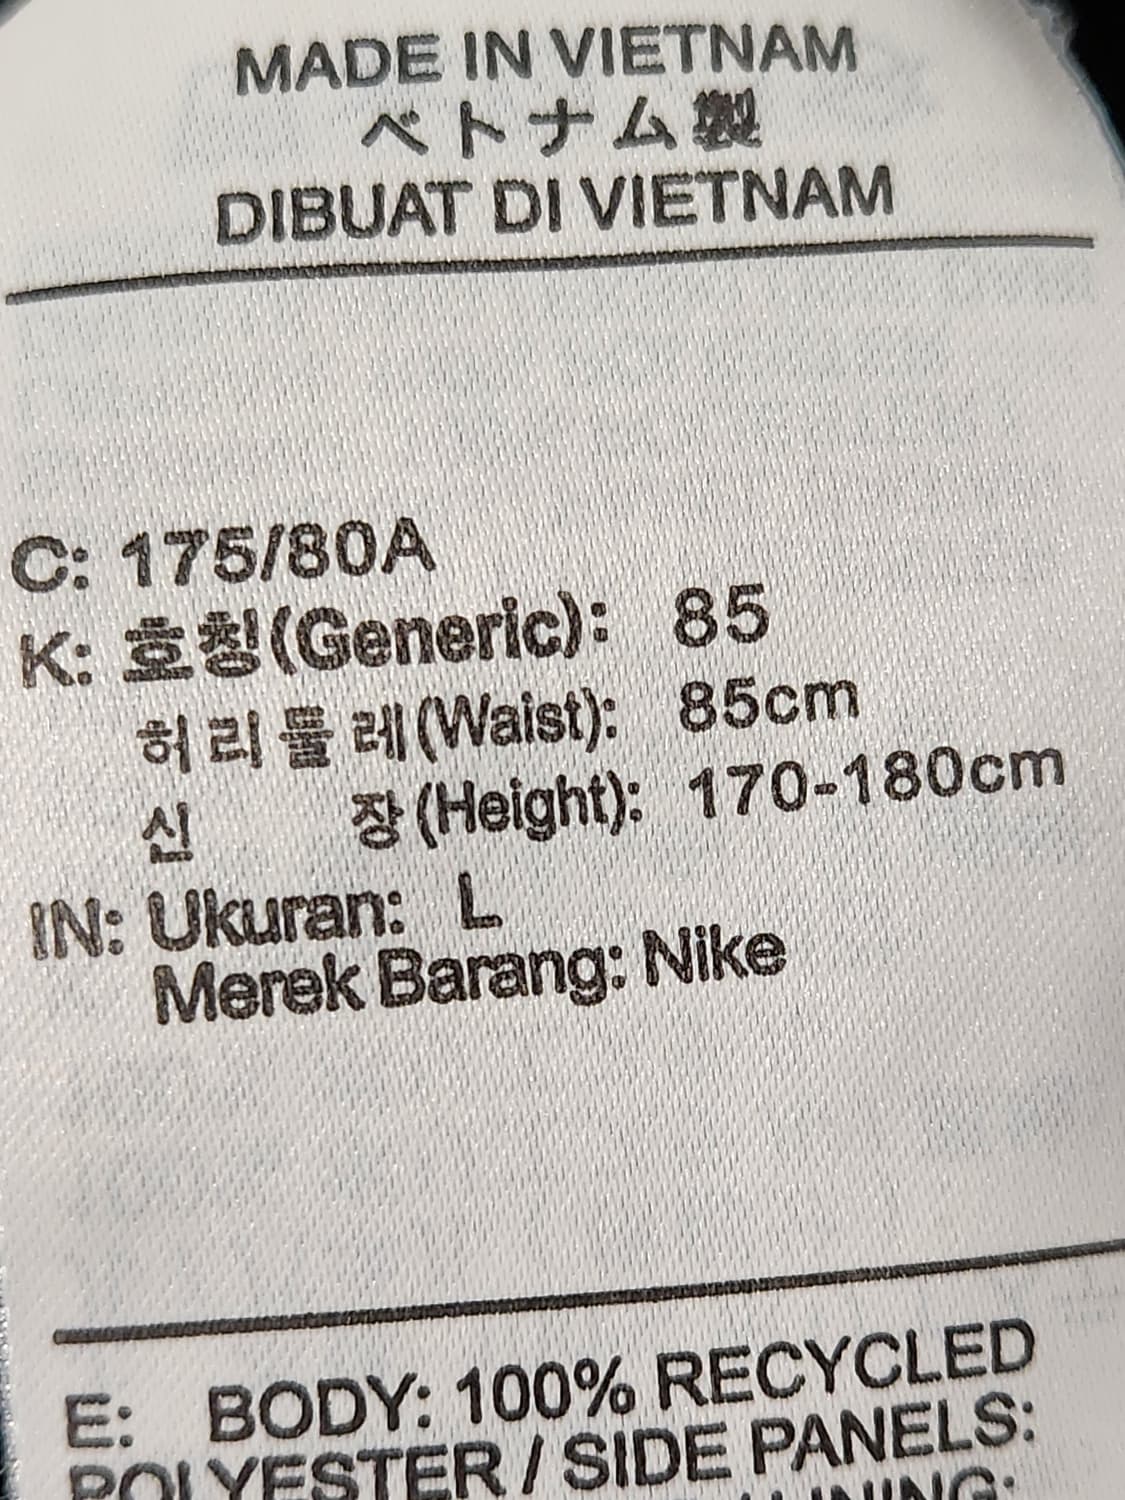 MADE IN VIETNAM
ベトナム製
DIBUAT DI VIETNAM
C: 175/80A
K: 호칭(Generic): 85
허리둘레(Waist): 85cm
신 장(Height): 170-180cm
IN: Ukuran: L
Merek Barang: Nike
E: BODY: 100% RECYCLED
POLYESTER / SIDE PANELS: